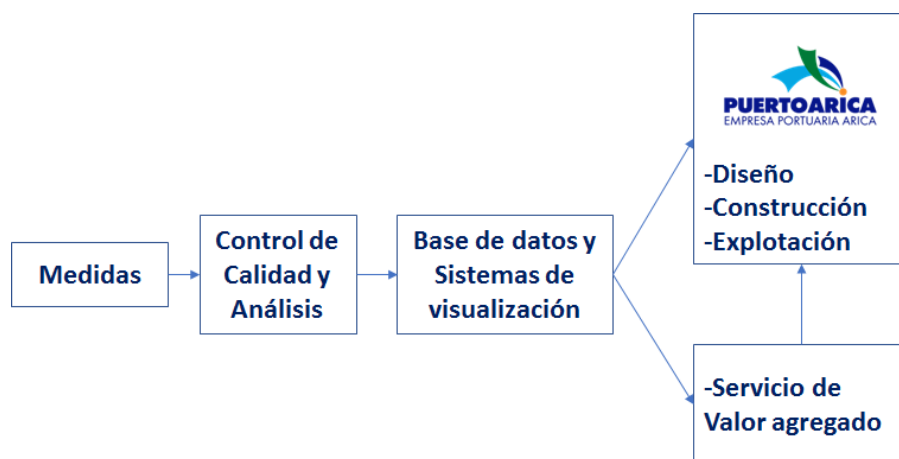 Medidas
Control de
Calidad y
Análisis
Base de datos y
Sistemas de
visualización
PUERTOARICA
EMPRESA PORTUARIA ARICA
-Diseño
-Construcción
-Explotación
-Servicio de
Valor agregado